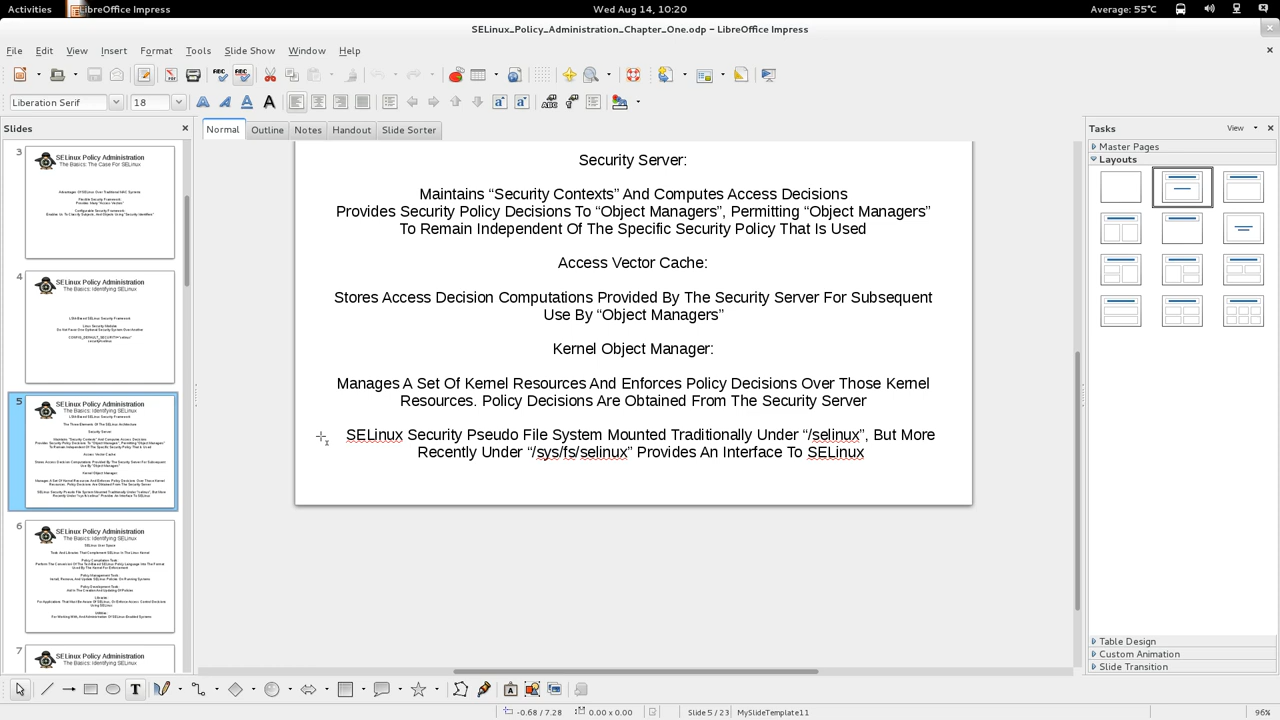 Activities LibreOffice Impress Wed Aug 14, 10:20 Average: 55°C
SELinux_Policy_Administration_Chapter_One.odp – LibreOffice Impress
File Edit View Insert Format Tools Slide Show Window Help
Liberation Serif 18
Slides Normal Outline Notes Handout Slide Sorter Tasks View
Master Pages
Layouts
3
SELinux Policy Administration
The Basics: The Case For SELinux
4
SELinux Policy Administration
The Basics: Identifying SELinux
5
SELinux Policy Administration
The Basics: Identifying SELinux
6
SELinux Policy Administration
The Basics: Identifying SELinux
7
SELinux Policy Administration
The Basics: Identifying SELinux
Security Server:
Maintains “Security Contexts” And Computes Access Decisions
Provides Security Policy Decisions To “Object Managers”, Permitting “Object Managers”
To Remain Independent Of The Specific Security Policy That Is Used
Access Vector Cache:
Stores Access Decision Computations Provided By The Security Server For Subsequent
Use By “Object Managers”
Kernel Object Manager:
Manages A Set Of Kernel Resources And Enforces Policy Decisions Over Those Kernel
Resources. Policy Decisions Are Obtained From The Security Server
SELinux Security Pseudo File System Mounted Traditionally Under “/selinux”, But More
Recently Under “/sys/fs/selinux” Provides An Interface To SELinux
Table Design
Custom Animation
Slide Transition
-0.68 / 7.28 0.00 x 0.00 Slide 5 / 23 MySlideTemplate11 96%